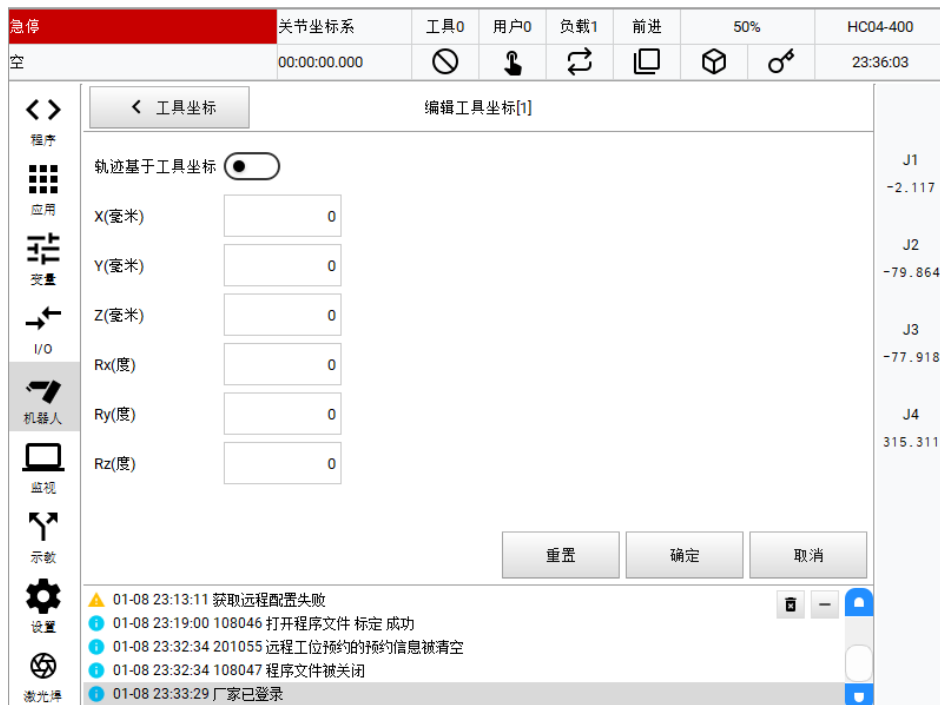 急停 关节坐标系 工具0 用户0 负载1 前进 50% HC04-400
空 00:00:00.000 23:36:03
程序
应用
变量
I/O
机器人
监视
示教
设置
激光焊
工具坐标 编辑工具坐标[1]
轨迹基于工具坐标
X(毫米) 0
Y(毫米) 0
Z(毫米) 0
Rx(度) 0
Ry(度) 0
Rz(度) 0
重置 确定 取消
J1
-2.117
J2
-79.864
J3
-77.918
J4
315.311
01-08 23:13:11 获取远程配置失败
01-08 23:19:00 108046 打开程序文件 标定 成功
01-08 23:32:34 201055 远程工位预约的预约信息被清空
01-08 23:32:34 108047 程序文件被关闭
01-08 23:33:29 厂家已登录